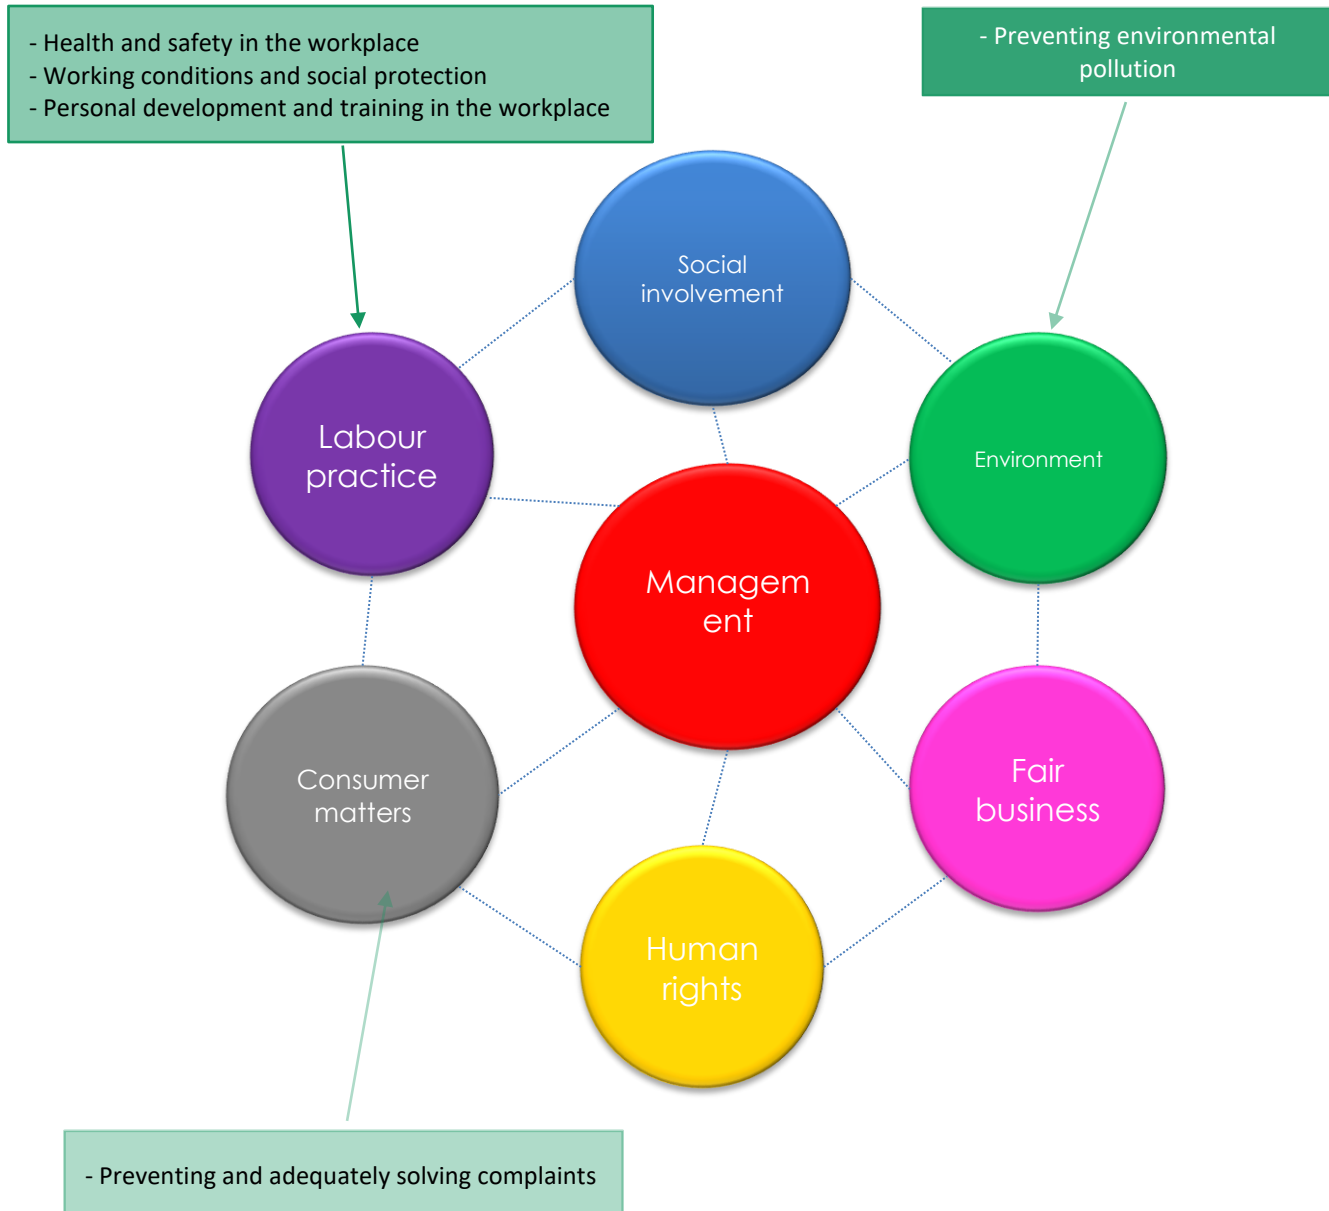 - Health and safety in the workplace
- Working conditions and social protection
- Personal development and training in the workplace
- Preventing environmental
pollution
Social
involvement
Labour
practice
Environment
Managem
ent
Consumer
matters
Fair
business
Human
rights
- Preventing and adequately solving complaints